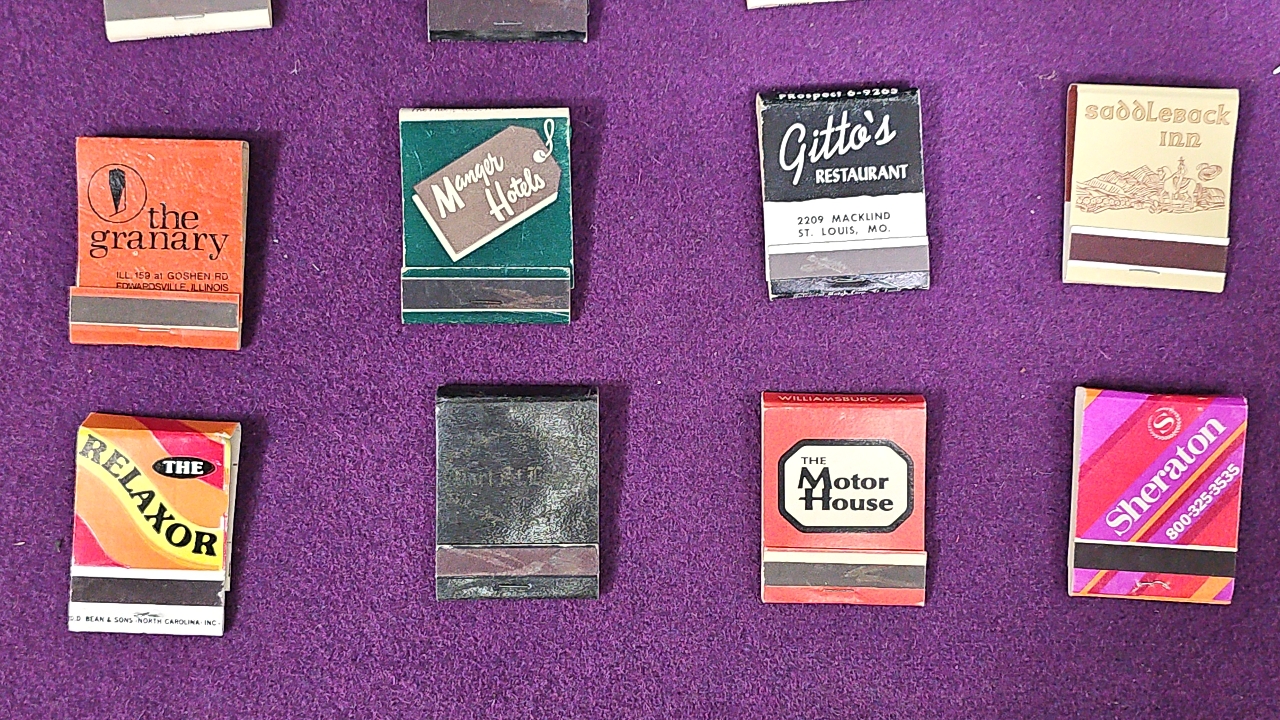 the
granary
ILL. 159 at GOSHEN RD
EDWARDSVILLE, ILLINOIS
Manger
Hotels
PRospect 6-9263
Gitto's
RESTAURANT
2209 MACKLIND
ST. LOUIS, MO.
saddleback
inn
THE
RELAXOR
D.D. BEAN & SONS · NORTH CAROLINA · INC ·
WILLIAMSBURG, VA.
THE
Motor
House
S
Sheraton
800-325-3535